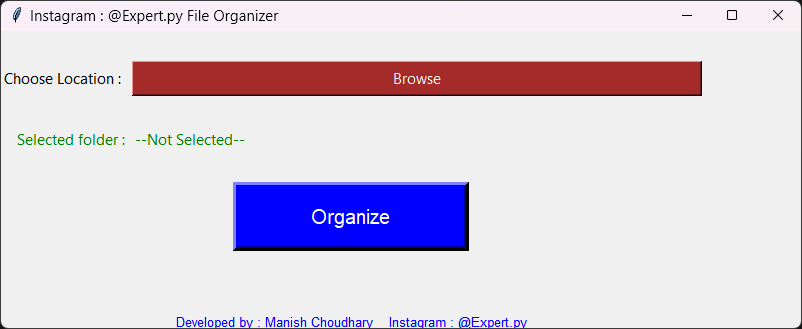 Instagram : @Expert.py File Organizer
Choose Location : Browse
Selected folder : --Not Selected--
Organize
Developed by : Manish Choudhary Instagram : @Expert.py